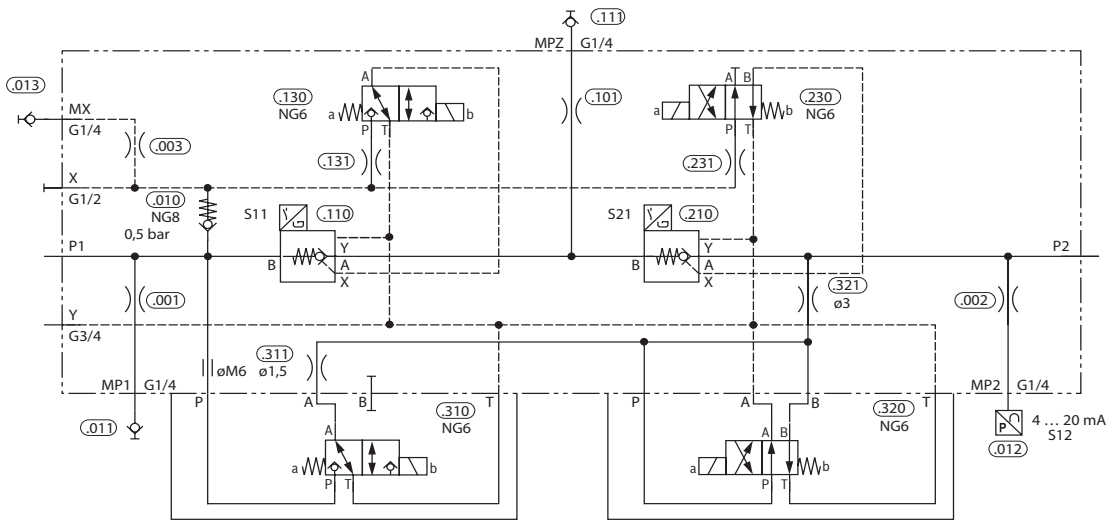 .111
MPZ G1/4
.013
MX
G1/4
.003
A
.130
NG6
a
b
P T
.131
.101
A B
.230
NG6
a
b
P T
.231
X
G1/2
.010
NG8
0,5 bar
S11
.110
Y
A
X
B
S21
.210
Y
A
X
B
P1
P2
.001
.321
ø3
.002
Y
G3/4
.311
ø1,5
øM6
MP1 G1/4
P
A
B
.310
NG6
T
P
A
B
.320
NG6
T
MP2 G1/4
.011
A
a
b
P T
A B
a
b
P T
P
4 ... 20 mA
S12
.012